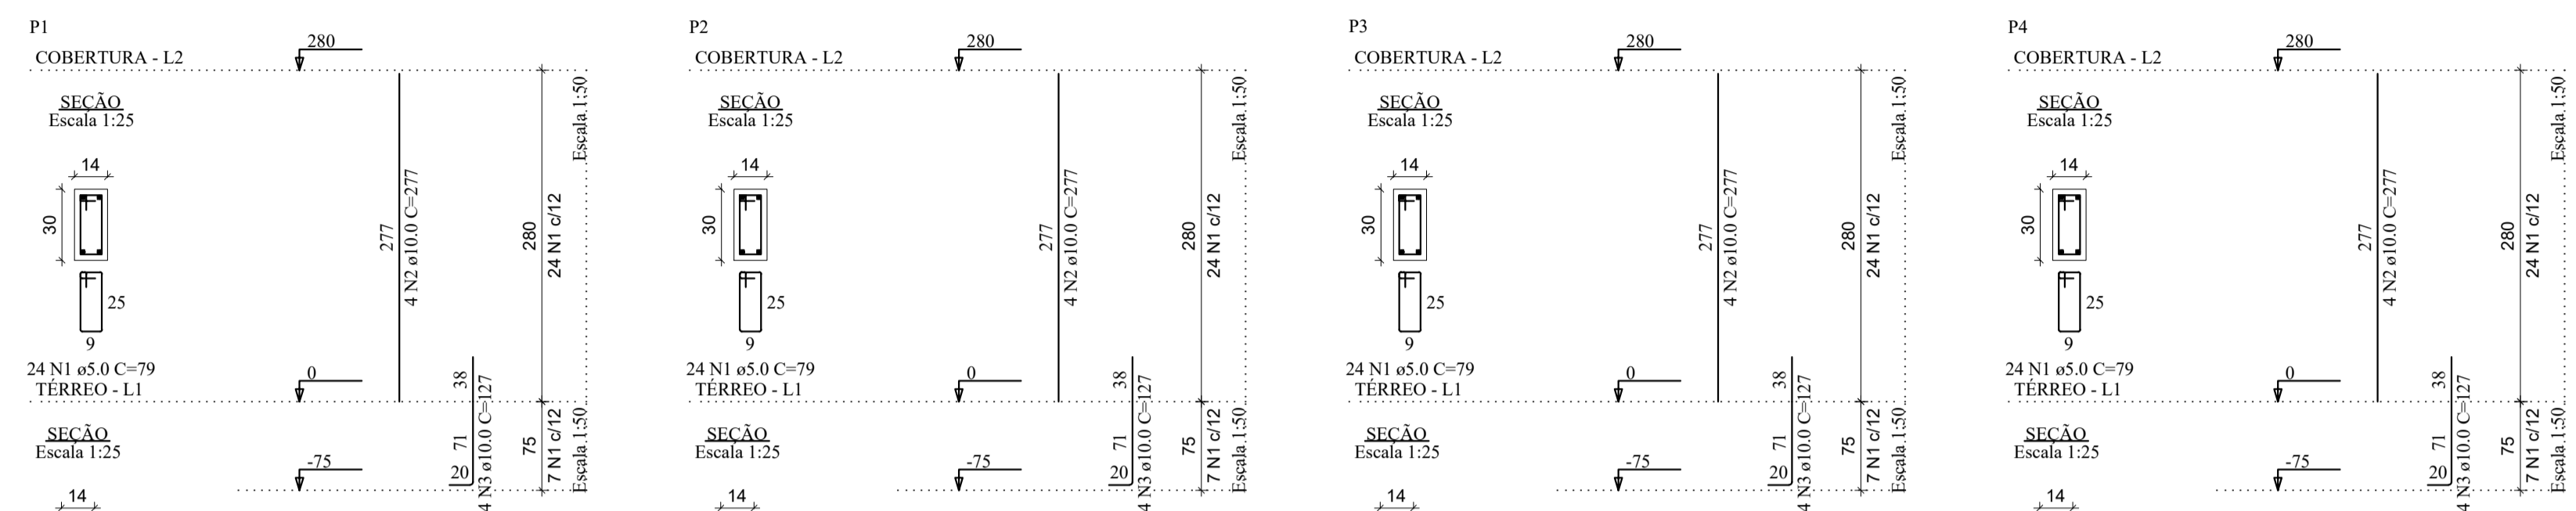 P1
COBERTURA - L2
280
SEÇÃO
Escala 1:25
14
30
25
9
24 N1 ø5.0 C=79
277
4 N2 ø10.0 C=277
280
24 N1 c/12
Escala 1:50
TÉRREO - L1
0
SEÇÃO
Escala 1:25
-75
38
71
20
4 N3 ø10.0 C=127
75
7 N1 c/12
Escala 1:50
14
P2
COBERTURA - L2
280
SEÇÃO
Escala 1:25
14
30
25
9
24 N1 ø5.0 C=79
277
4 N2 ø10.0 C=277
280
24 N1 c/12
Escala 1:50
TÉRREO - L1
0
SEÇÃO
Escala 1:25
-75
38
71
20
4 N3 ø10.0 C=127
75
7 N1 c/12
Escala 1:50
14
P3
COBERTURA - L2
280
SEÇÃO
Escala 1:25
14
30
25
9
24 N1 ø5.0 C=79
277
4 N2 ø10.0 C=277
280
24 N1 c/12
Escala 1:50
TÉRREO - L1
0
SEÇÃO
Escala 1:25
-75
38
71
20
4 N3 ø10.0 C=127
75
7 N1 c/12
Escala 1:50
14
P4
COBERTURA - L2
280
SEÇÃO
Escala 1:25
14
30
25
9
24 N1 ø5.0 C=79
277
4 N2 ø10.0 C=277
280
24 N1 c/12
Escala 1:50
TÉRREO - L1
0
SEÇÃO
Escala 1:25
-75
38
71
20
4 N3 ø10.0 C=127
75
7 N1 c/12
Escala 1:50
14